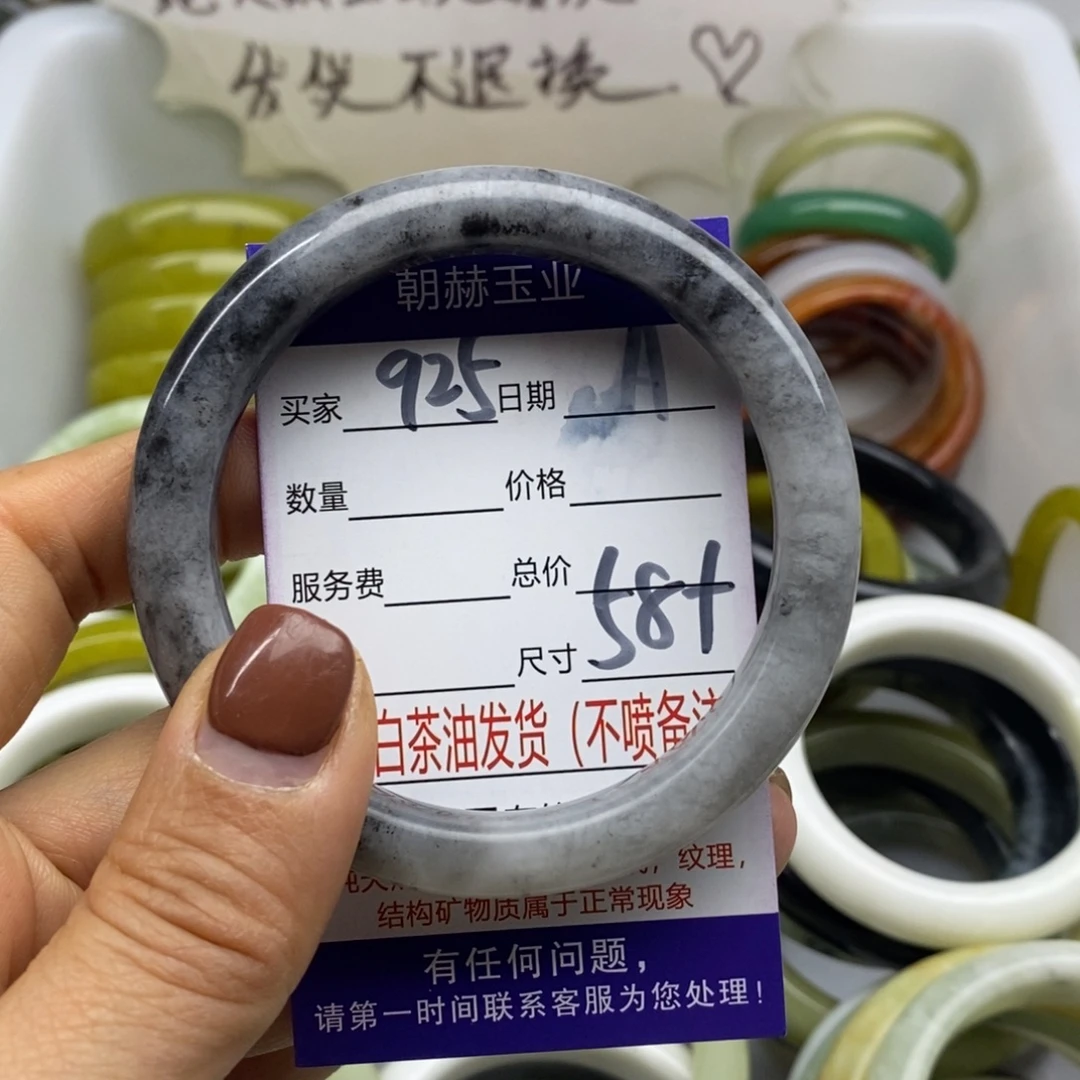 不退换
朝赫玉业
买家 925 日期 A
数量 价格
服务费 总价
尺寸 58+
白茶油发货（不喷备注
纹理，
结构矿物质属于正常现象
有任何问题，
请第一时间联系客服为您处理！